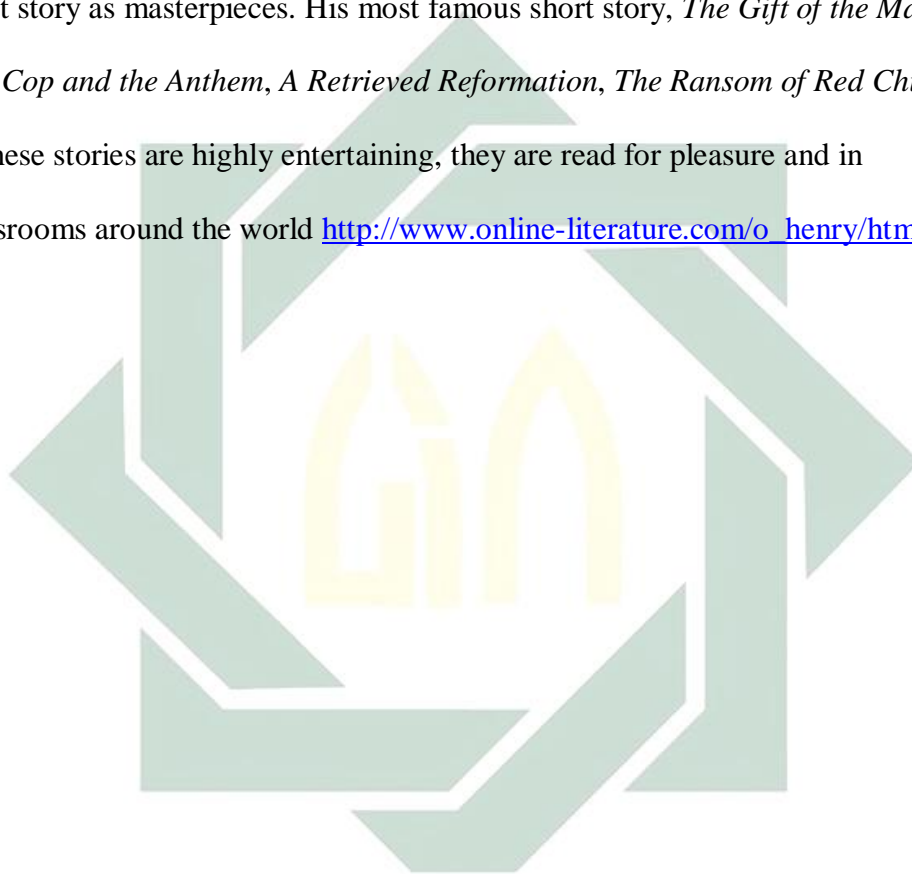 t story as masterpieces. His most famous short story, The Gift of the Ma
Cop and the Anthem, A Retrieved Reformation, The Ransom of Red Ch
hese stories are highly entertaining, they are read for pleasure and in
srooms around the world http://www.online-literature.com/o_henry/htm